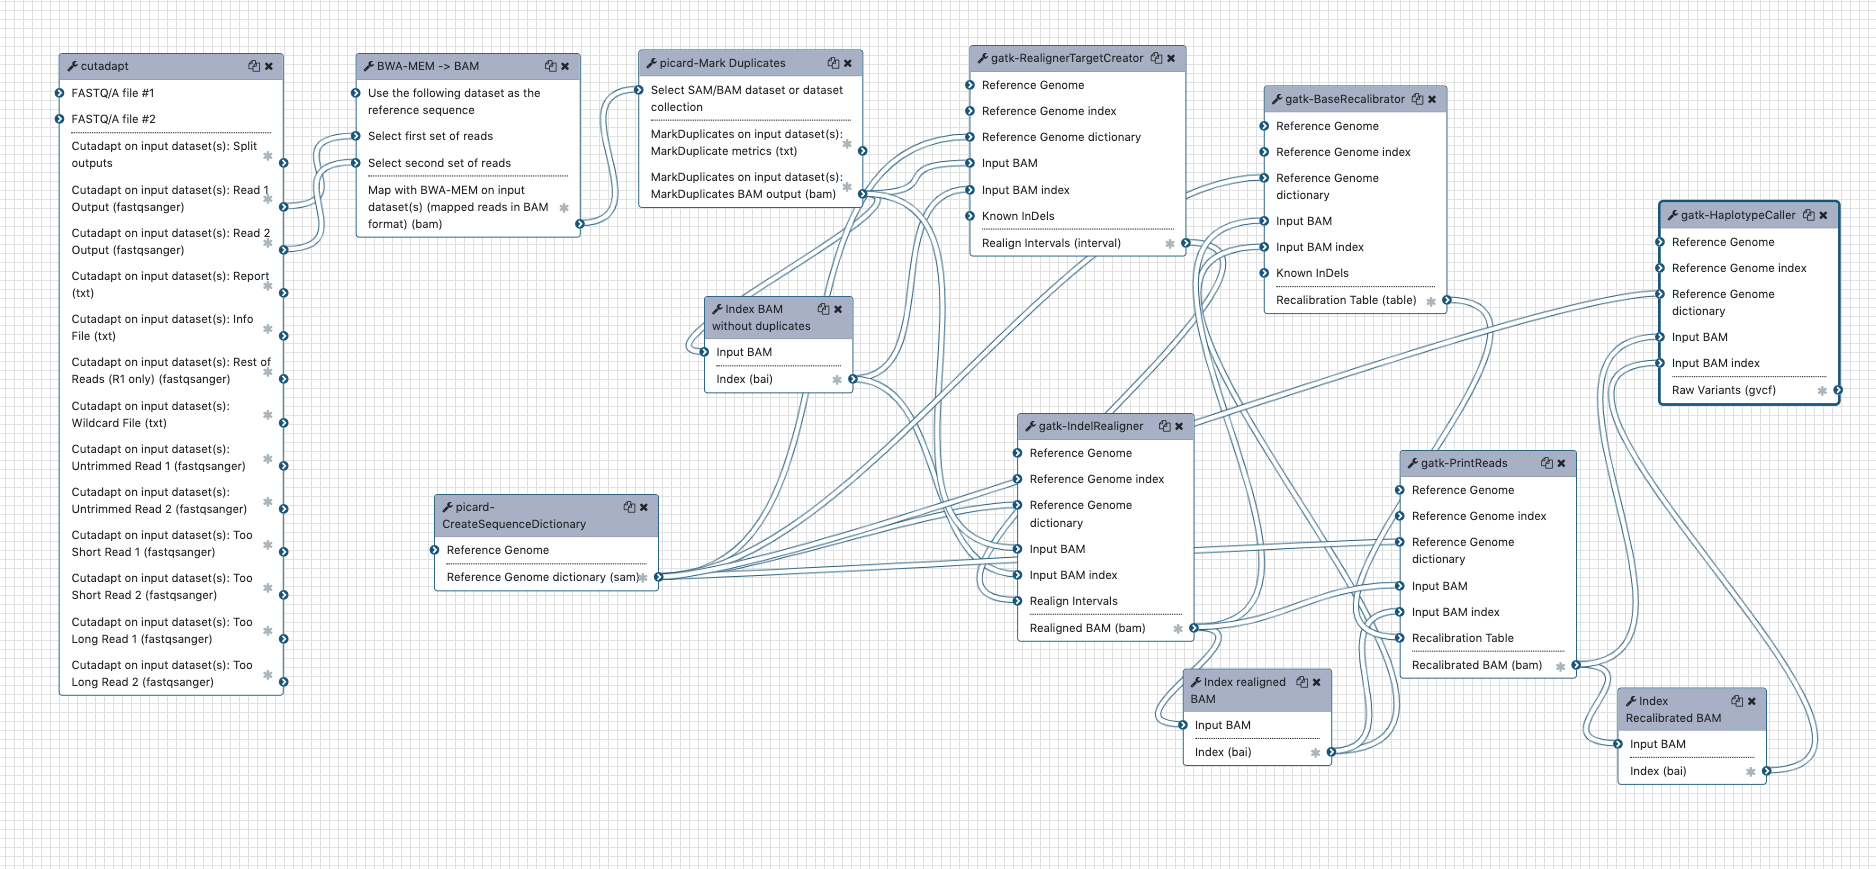 cutadapt
FASTQ/A file #1
FASTQ/A file #2
Cutadapt on input dataset(s): Split
outputs
Cutadapt on input dataset(s): Read 1
Output (fastqsanger)
Cutadapt on input dataset(s): Read 2
Output (fastqsanger)
Cutadapt on input dataset(s): Report
(txt)
Cutadapt on input dataset(s): Info
File (txt)
Cutadapt on input dataset(s): Rest of
Reads (R1 only) (fastqsanger)
Cutadapt on input dataset(s):
Wildcard File (txt)
Cutadapt on input dataset(s):
Untrimmed Read 1 (fastqsanger)
Cutadapt on input dataset(s):
Untrimmed Read 2 (fastqsanger)
Cutadapt on input dataset(s): Too
Short Read 1 (fastqsanger)
Cutadapt on input dataset(s): Too
Short Read 2 (fastqsanger)
Cutadapt on input dataset(s): Too
Long Read 1 (fastqsanger)
Cutadapt on input dataset(s): Too
Long Read 2 (fastqsanger)
BWA-MEM -> BAM
Use the following dataset as the
reference sequence
Select first set of reads
Select second set of reads
Map with BWA-MEM on input
dataset(s) (mapped reads in BAM
format) (bam)
picard-Mark Duplicates
Select SAM/BAM dataset or dataset
collection
MarkDuplicates on input dataset(s):
MarkDuplicate metrics (txt)
MarkDuplicates on input dataset(s):
MarkDuplicates BAM output (bam)
Index BAM
without duplicates
Input BAM
Index (bai)
picard-
CreateSequenceDictionary
Reference Genome
Reference Genome dictionary (sam)
gatk-RealignerTargetCreator
Reference Genome
Reference Genome index
Reference Genome dictionary
Input BAM
Input BAM index
Known InDels
Realign Intervals (interval)
gatk-IndelRealigner
Reference Genome
Reference Genome index
Reference Genome
dictionary
Input BAM
Input BAM index
Realign Intervals
Realigned BAM (bam)
gatk-BaseRecalibrator
Reference Genome
Reference Genome index
Reference Genome
dictionary
Input BAM
Input BAM index
Known InDels
Recalibration Table (table)
Index realigned
BAM
Input BAM
Index (bai)
gatk-PrintReads
Reference Genome
Reference Genome index
Reference Genome
dictionary
Input BAM
Input BAM index
Recalibration Table
Recalibrated BAM (bam)
gatk-HaplotypeCaller
Reference Genome
Reference Genome index
Reference Genome
dictionary
Input BAM
Input BAM index
Raw Variants (gvcf)
Index
Recalibrated BAM
Input BAM
Index (bai)